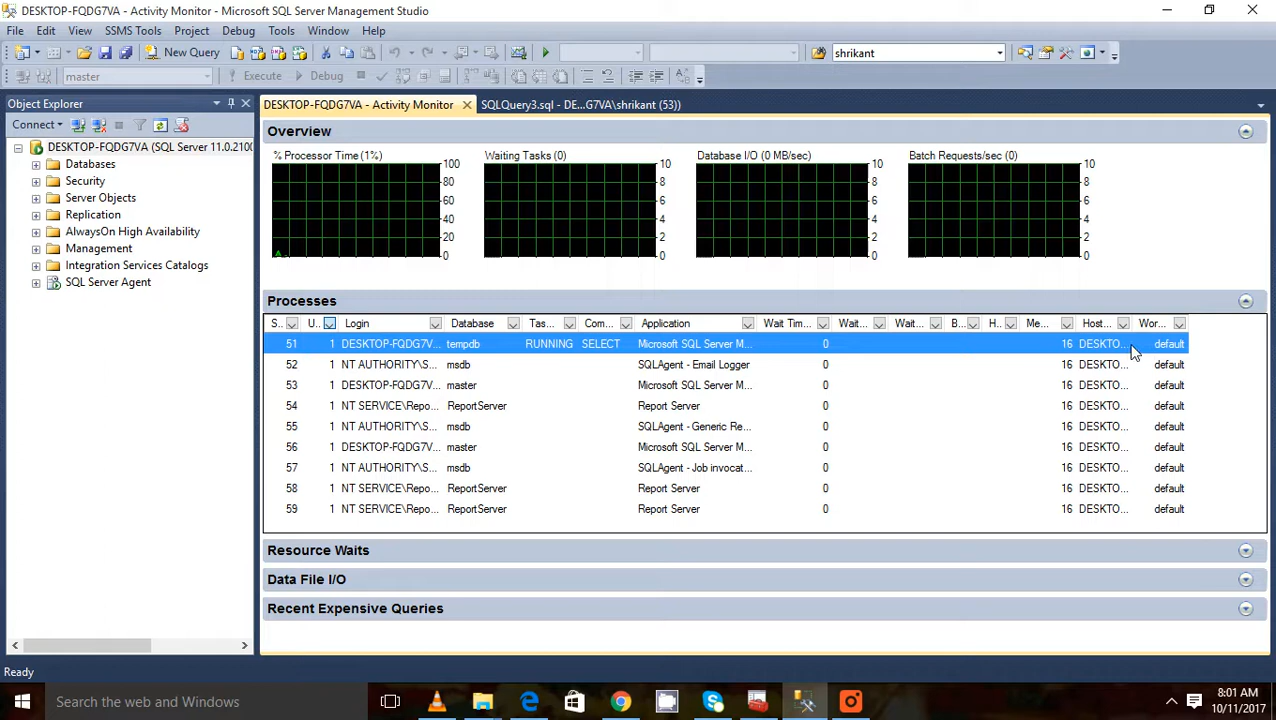 DESKTOP-FQDG7VA - Activity Monitor - Microsoft SQL Server Management Studio
File Edit View SSMS Tools Project Debug Tools Window Help
New Query shrikant
master Execute Debug
Object Explorer
Connect
DESKTOP-FQDG7VA (SQL Server 11.0.2100
Databases
Security
Server Objects
Replication
AlwaysOn High Availability
Management
Integration Services Catalogs
SQL Server Agent
DESKTOP-FQDG7VA - Activity Monitor SQLQuery3.sql - DE...G7VA\shrikant (53))
Overview
% Processor Time (1%) 100 Waiting Tasks (0) 10 Database I/O (0 MB/sec) 10 Batch Requests/sec (0) 10
80 8 8 8
60 6 6 6
40 4 4 4
20 2 2 2
0 0 0 0
Processes
S.. U.. Login Database Tas... Com... Application Wait Tim... Wait... Wait... B... H.. Me... Host... Wor...
51 1 DESKTOP-FQDG7V... tempdb RUNNING SELECT Microsoft SQL Server M... 0 16 DESKTO... default
52 1 NT AUTHORITY\S... msdb SQLAgent - Email Logger 0 16 DESKTO... default
53 1 DESKTOP-FQDG7VA... master Microsoft SQL Server M... 0 16 DESKTO... default
54 1 NT SERVICE\Repo... ReportServer Report Server 0 16 DESKTO... default
55 1 NT AUTHORITY\S... msdb SQLAgent - Generic Re... 0 16 DESKTO... default
56 1 DESKTOP-FQDG7VA... master Microsoft SQL Server M... 0 16 DESKTO... default
57 1 NT AUTHORITY\S... msdb SQLAgent - Job invocat... 0 16 DESKTO... default
58 1 NT SERVICE\Repo... ReportServer Report Server 0 16 DESKTO... default
59 1 NT SERVICE\Repo... ReportServer Report Server 0 16 DESKTO... default
Resource Waits
Data File I/O
Recent Expensive Queries
Ready
Search the web and Windows
8:01 AM
10/11/2017